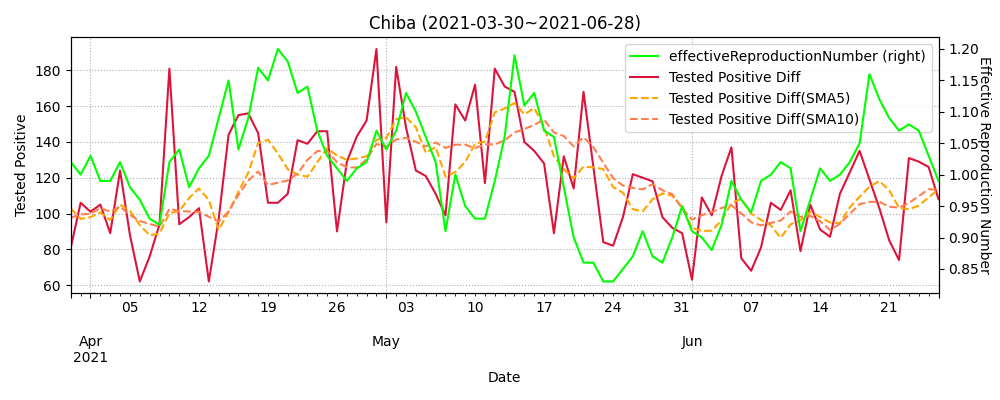 Chiba (2021-03-30~2021-06-28)
effectiveReproductionNumber (right)
Tested Positive Diff
Tested Positive Diff(SMA5)
Tested Positive Diff(SMA10)
Tested Positive
180
160
140
120
100
80
60
1.20
1.15
1.10
1.05
1.00
0.95
0.90
0.85
Effective Reproduction Number
05 12 19 26 03 10 17 24 31 07 14 21
Apr May Jun
2021
Date